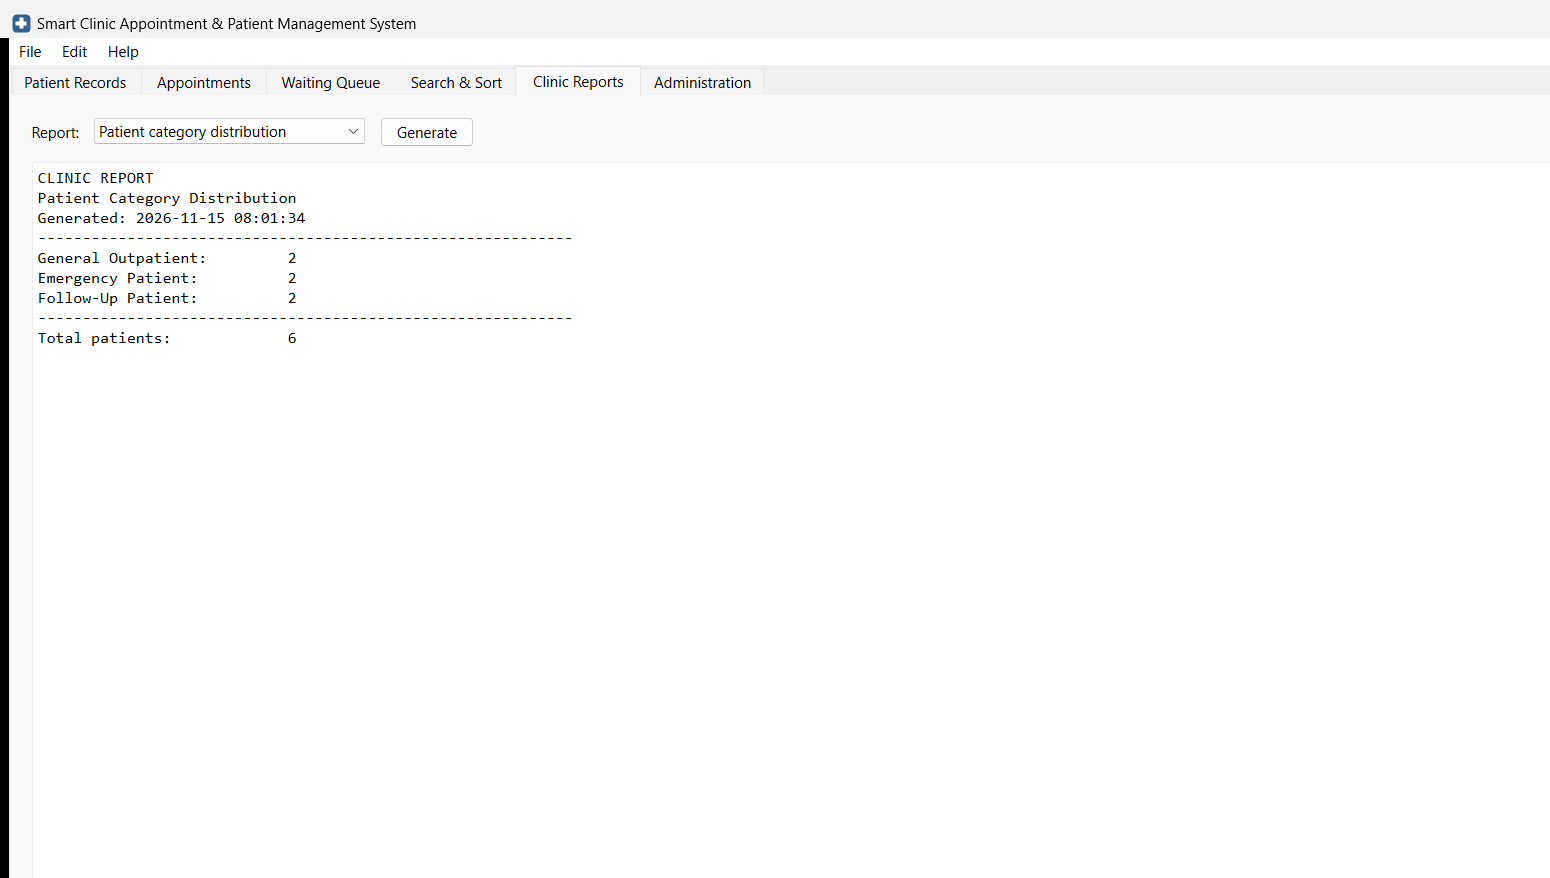 Smart Clinic Appointment & Patient Management System
File Edit Help
Patient Records Appointments Waiting Queue Search & Sort Clinic Reports Administration
Report: Patient category distribution Generate
CLINIC REPORT
Patient Category Distribution
Generated: 2026-11-15 08:01:34
------------------------------------------------------------
General Outpatient: 2
Emergency Patient: 2
Follow-Up Patient: 2
------------------------------------------------------------
Total patients: 6